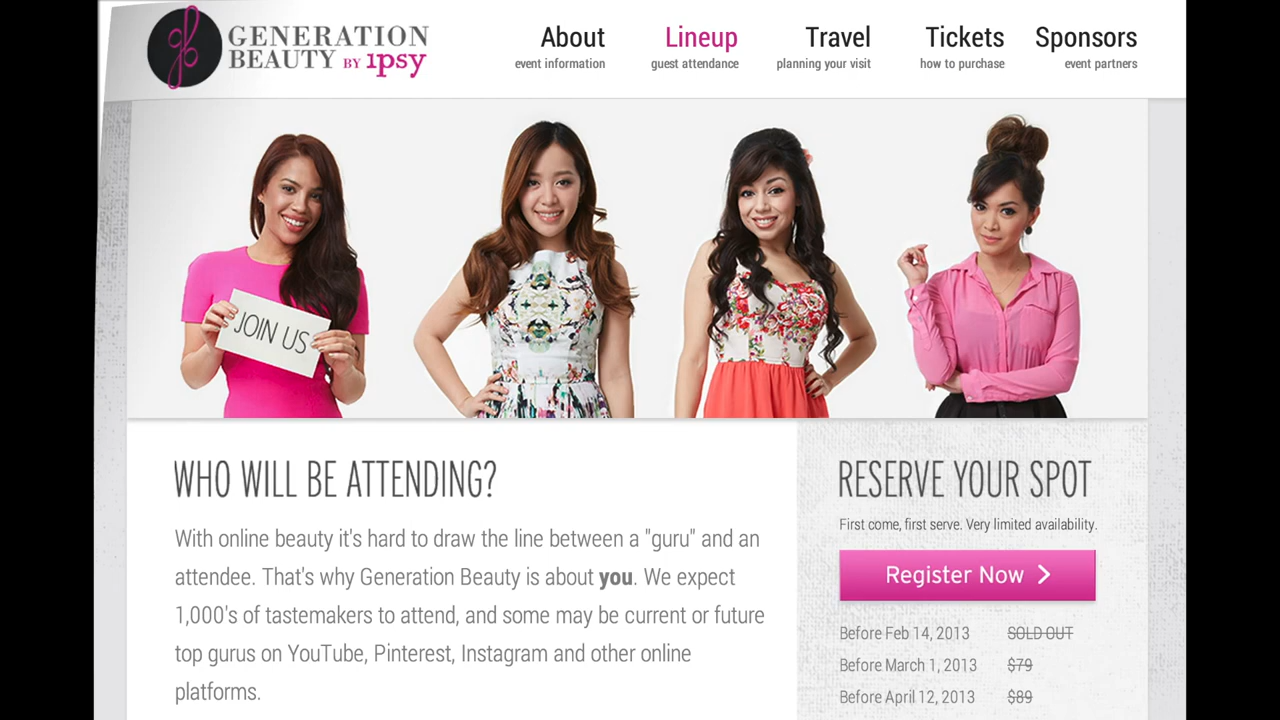 gb
GENERATION
BEAUTY BY ipsy
About
event information
Lineup
guest attendance
Travel
planning your visit
Tickets
how to purchase
Sponsors
event partners
JOIN US
WHO WILL BE ATTENDING?
With online beauty it's hard to draw the line between a "guru" and an
attendee. That's why Generation Beauty is about you. We expect
1,000's of tastemakers to attend, and some may be current or future
top gurus on YouTube, Pinterest, Instagram and other online
platforms.
RESERVE YOUR SPOT
First come, first serve. Very limited availability.
Register Now
Before Feb 14, 2013 SOLD OUT
Before March 1, 2013 $79
Before April 12, 2013 $89